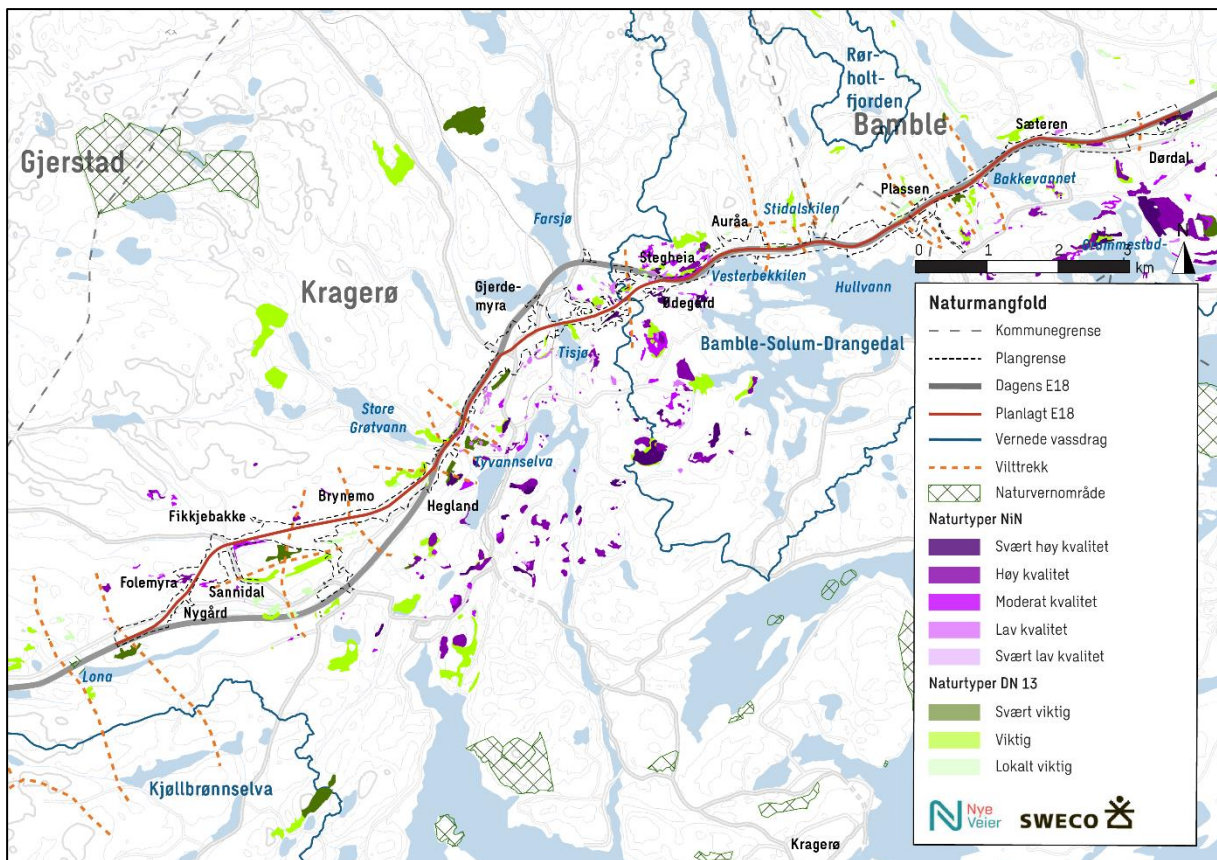 Rør-
holt-
fjorden
Bamble
Sæteren
Dørdal
Gjerstad
Plassen
Bakkevannet
Farsjø
Auråa
Stidalskilen
N
0 1 2 3
km
Stegheia
Vesterbekkilen
Hullvann
Gjerde-
myra
Kragerø
Ødegård
Tisjø
Bamble-Solum-Drangedal
Store
Grøtvann
Tyvannselva
Brynemo
Hegland
Fikkjebakke
Folemyra
Sannidal
Nygård
Lona
Kjøllbrønnselva
Kragerø
Naturmangfold
Kommunegrense
Plangrense
Dagens E18
Planlagt E18
Vernede vassdrag
Vilttrekk
Naturvernområde
Naturtyper NiN
Svært høy kvalitet
Høy kvalitet
Moderat kvalitet
Lav kvalitet
Svært lav kvalitet
Naturtyper DN 13
Svært viktig
Viktig
Lokalt viktig
Nye
Veier
SWECO